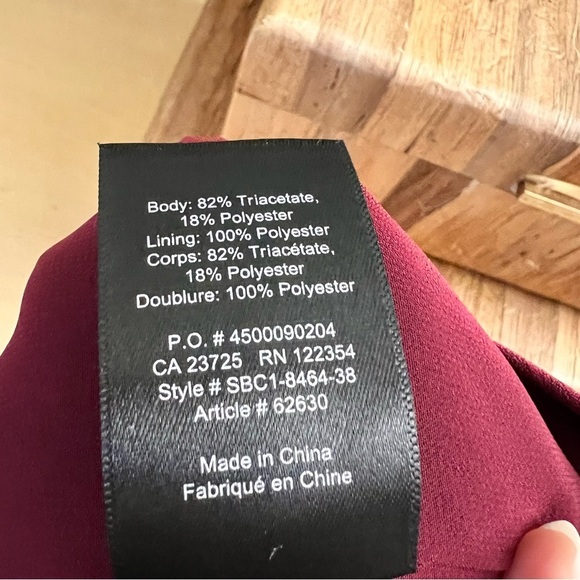 Body: 82% Triacetate,
18% Polyester
Lining: 100% Polyester
Corps: 82% Triacétate,
18% Polyester
Doublure: 100% Polyester
P.O. # 4500090204
CA 23725 RN 122354
Style # SBC1-8464-38
Article # 62630
Made in China
Fabriqué en Chine